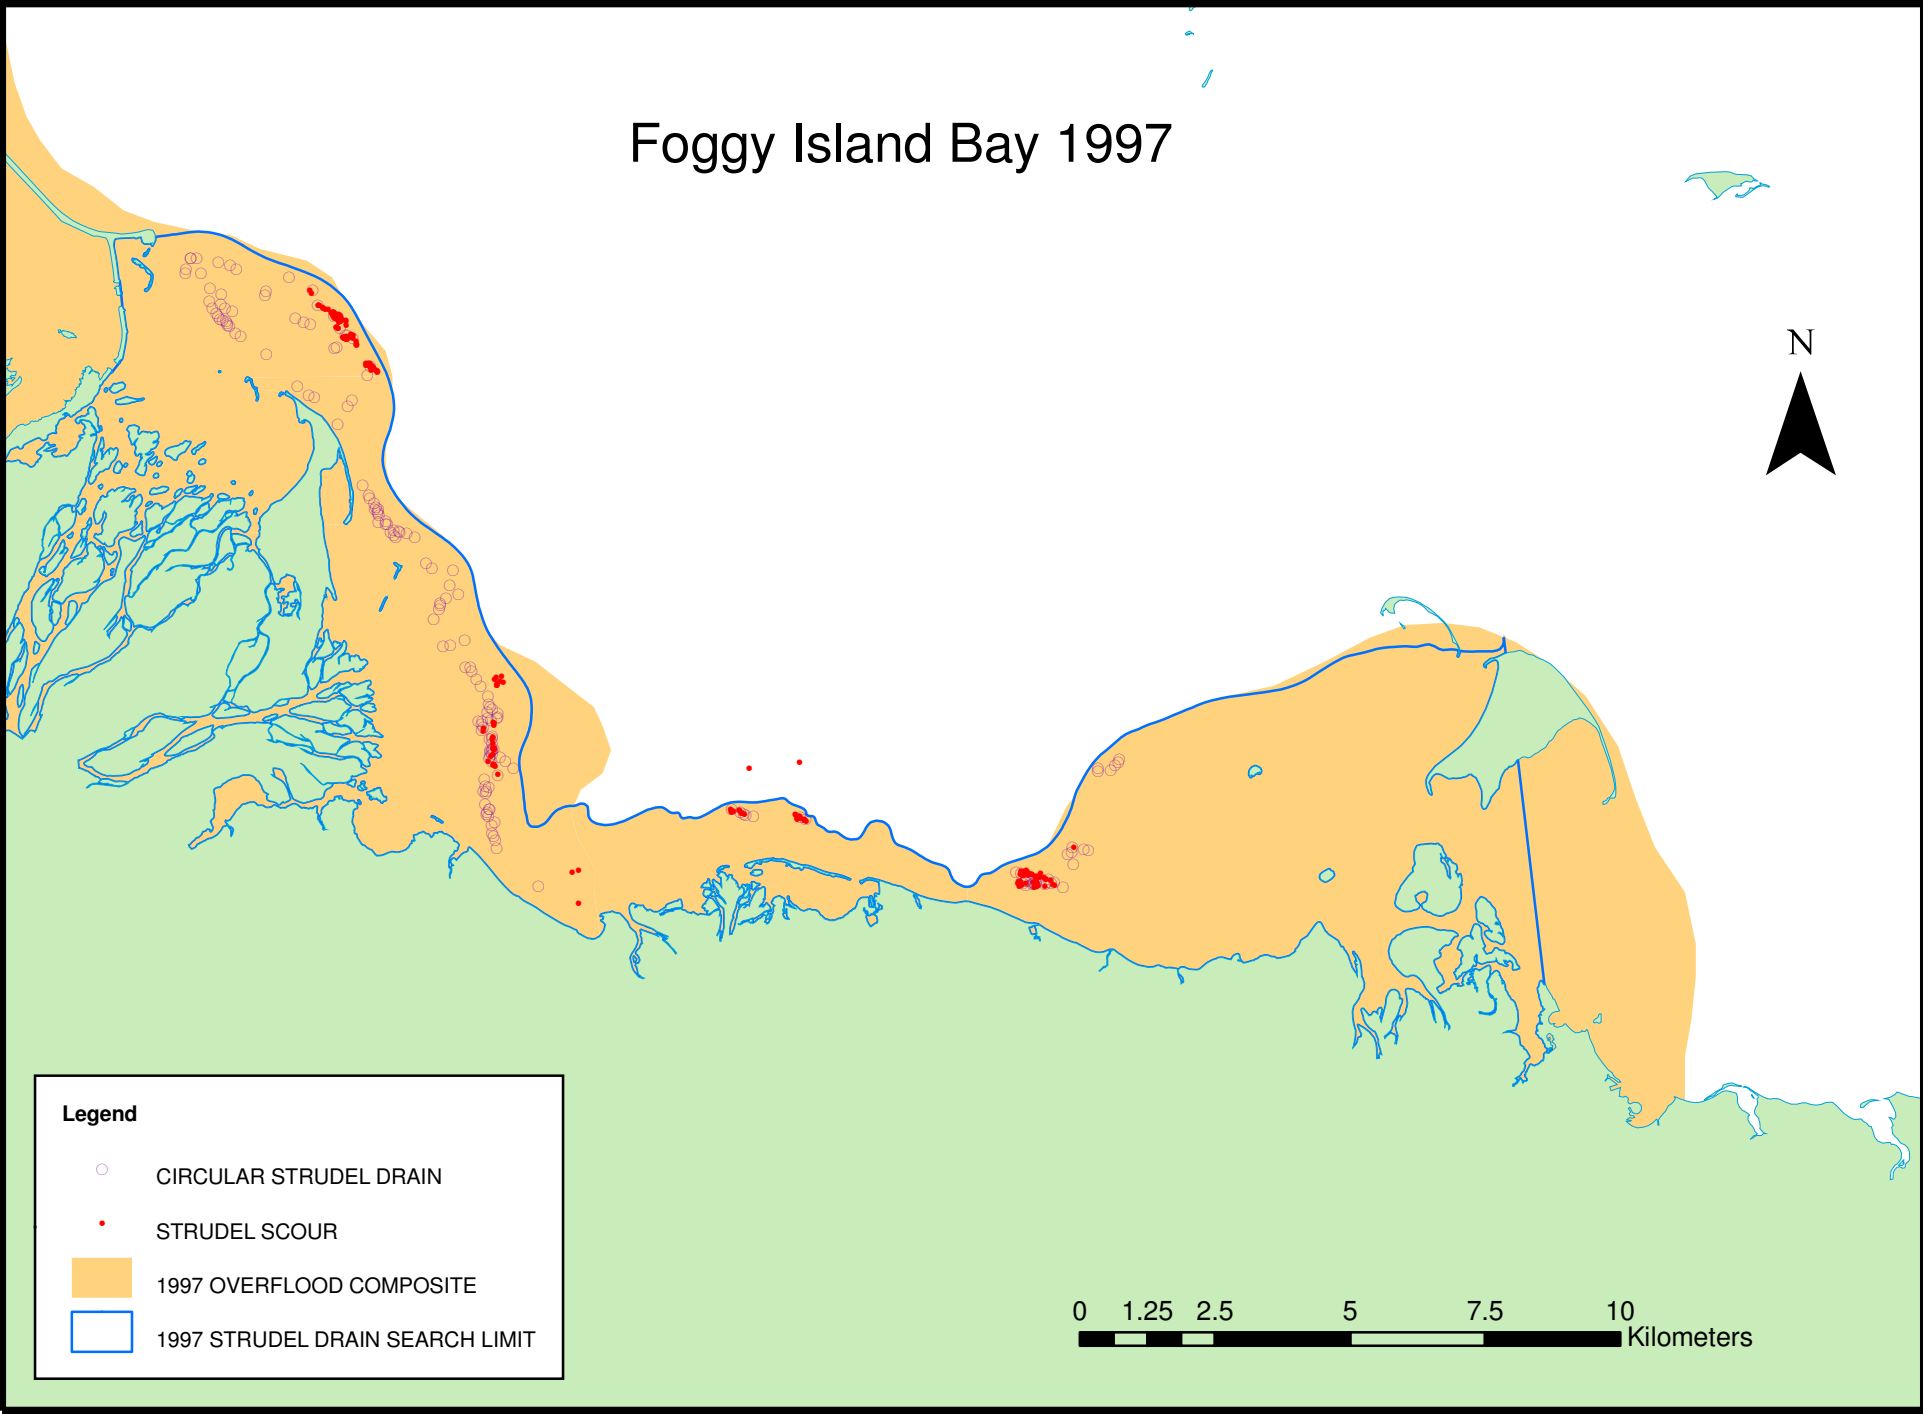 Foggy Island Bay 1997
N
Legend
CIRCULAR STRUDEL DRAIN
STRUDEL SCOUR
1997 OVERFLOOD COMPOSITE
1997 STRUDEL DRAIN SEARCH LIMIT
0 1.25 2.5 5 7.5 10
Kilometers